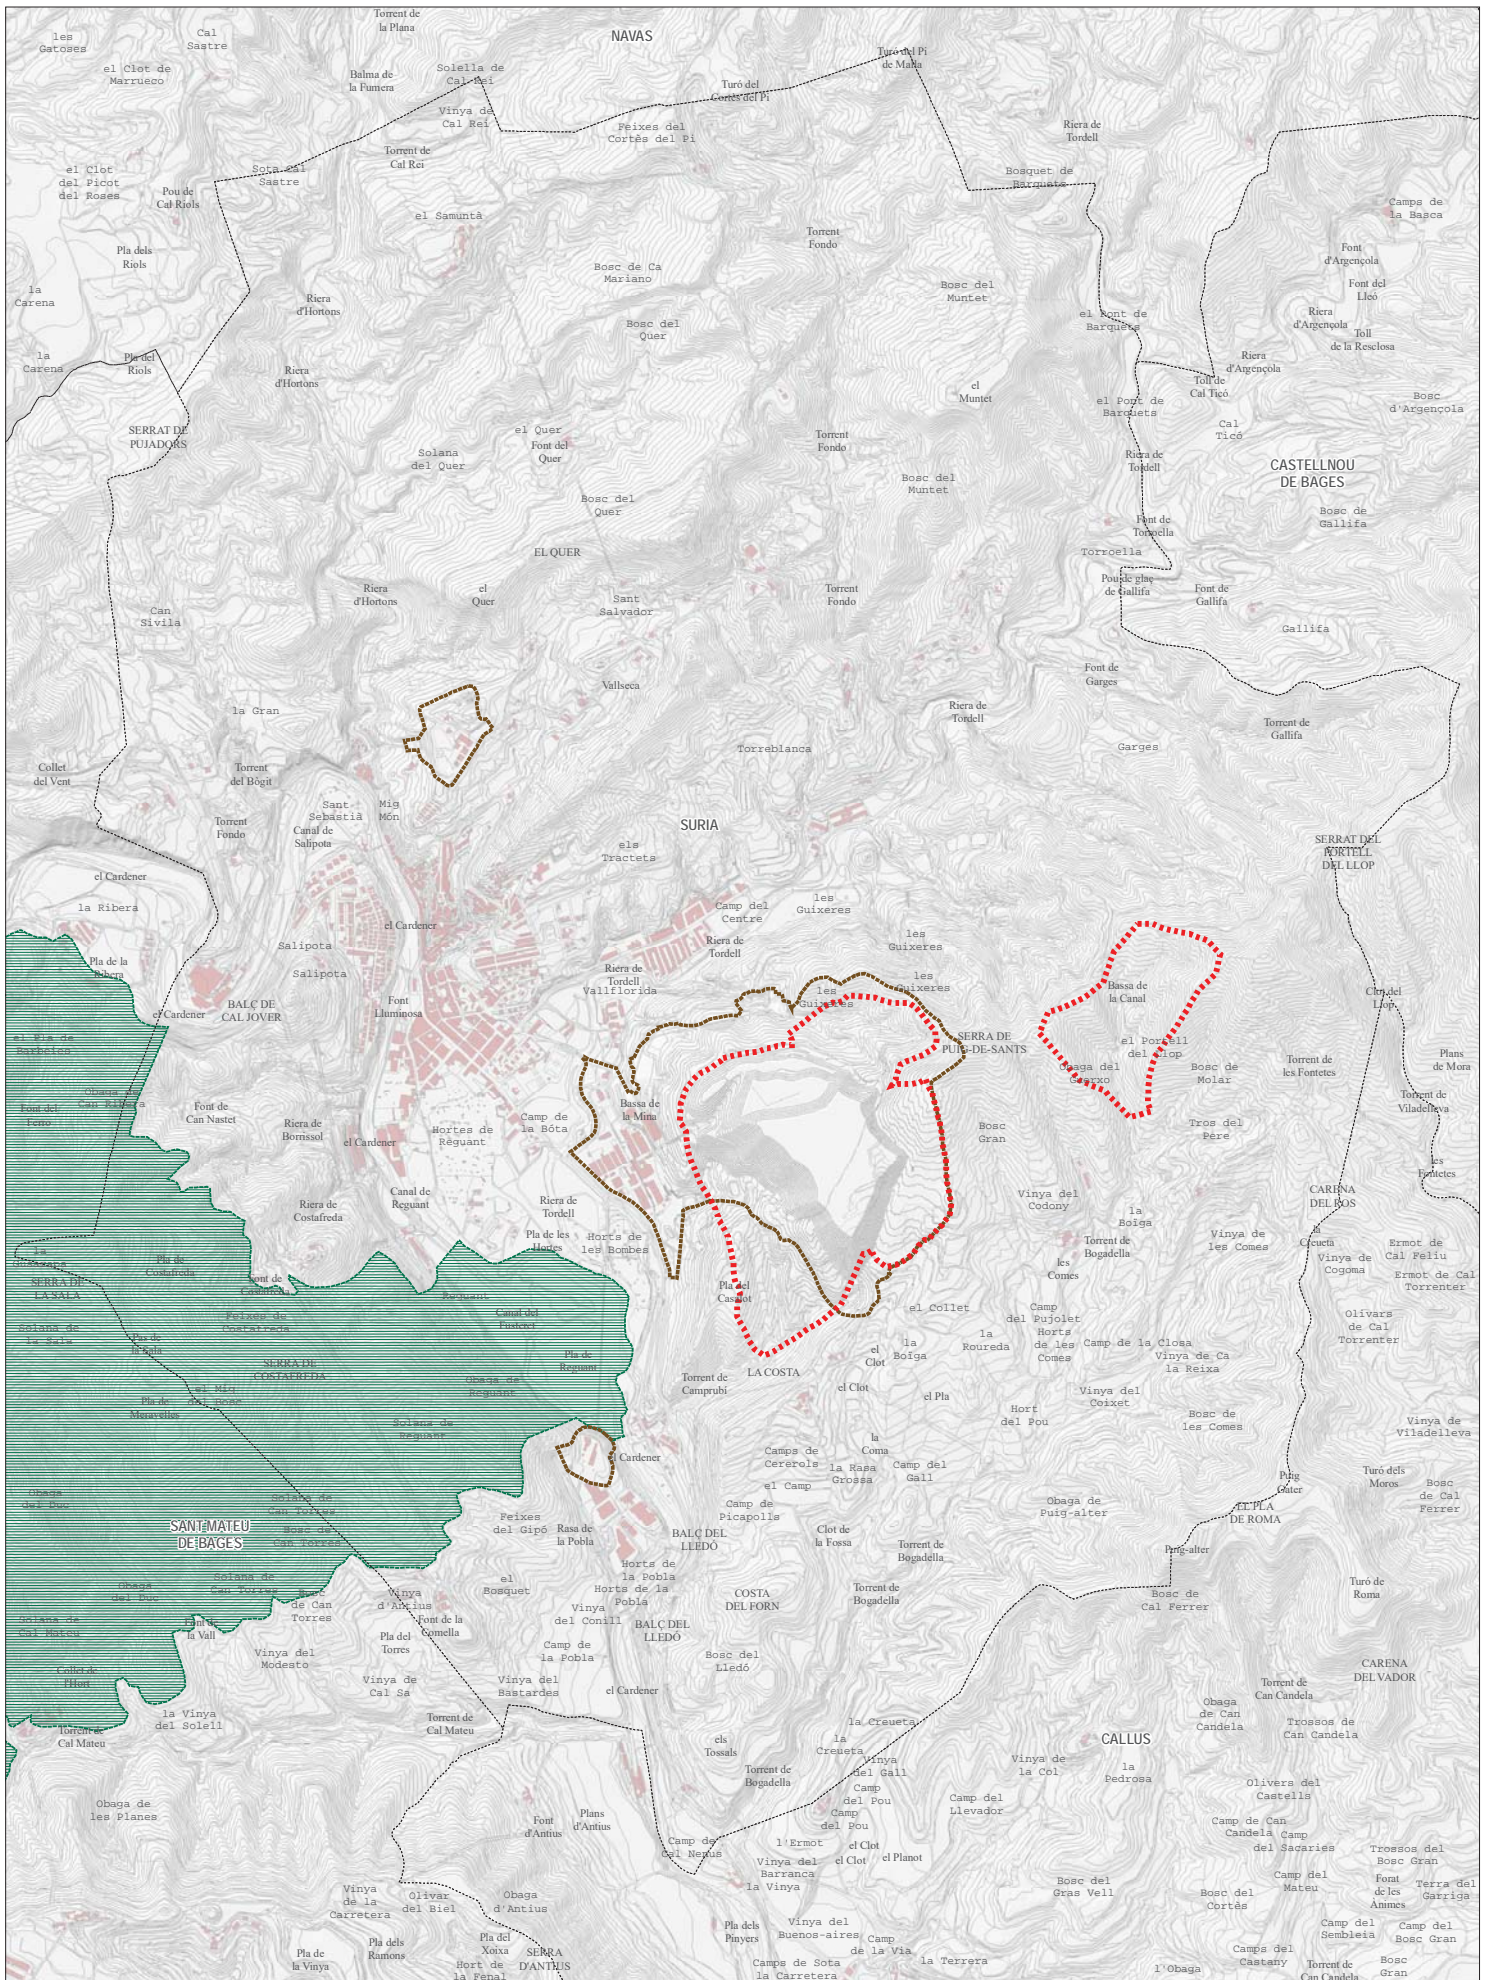 Torrent de
la Plana
les
Gatoses
Cal
Sastre
NAVAS
Turó del Pi
de Malla
el Clot de
Marrueco
Balma de
la Fumera
Solella de
Cal Rei
Turó del
Cortès del Pi
Vinya de
Cal Rei
Feixes del
Cortès del Pi
Riera de
Tordell
Torrent de
Cal Rei
el Clot
del Picot
del Roses
Sota Cal
Sastre
Bosquet de
Barquets
Pou de
Cal Riols
Camps de
la Basca
el Samuntà
Torrent
Fondo
Pla dels
Riols
Font
d'Argençola
Bosc de Ca
Mariano
la
Carena
Riera
d'Hortons
Bosc del
Muntet
Font del
Lleó
el Pont de
Barquets
Riera
d'Argençola
Bosc del
Quer
Toll
de la Resclosa
la
Carena
Pla del
Riols
Riera
d'Hortons
Riera
d'Argençola
el
Muntet
Toll de
Cal Ticó
el Pont de
Barquets
Bosc
d'Argençola
SERRAT DE
PUJADORS
el Quer
Font del
Quer
Torrent
Fondo
Cal
Ticó
Solana
del Quer
Riera de
Tordell
CASTELLNOU
DE BAGES
Bosc del
Muntet
Bosc del
Quer
Bosc de
Gallifa
Font de
Torroella
EL QUER
Torroella
Riera
d'Hortons
el
Quer
Torrent
Fondo
Pou de glaç
de Gallifa
Font de
Gallifa
Can
Sivila
Sant
Salvador
Gallifa
Vallseca
Font de
Garges
la Gran
Riera de
Tordell
Torrent de
Gallifa
Torreblanca
Garges
Collet
del Vent
Torrent
del Bògit
Sant
Sebastià
Mig
Món
Torrent
Fondo
Canal de
Salipota
SURIA
els
Tractets
SERRAT DEL
PORTELL
DEL LLOP
el Cardener
la Ribera
Camp del
Centre
les
Guixeres
el Cardener
Salipota
Riera de
Tordell
les
Guixeres
Pla de la
Ribera
Salipota
Riera de
Tordell
Vallflorida
les
Guixeres
les
Guixeres
Bassa de
la Canal
Clot del
Llop
BALÇ DE
CAL JOVER
el Cardener
Font
Lluminosa
SERRA DE
PUIG-DE-SANTS
el Pla de
Barboies
el Portell
del Llop
Obaga del
Guerxo
Bosc de
Molar
Torrent de
les Fontetes
Plans
de Mora
Obaga de
Can Ribera
Font del
Ferro
Font de
Can Nastet
Bassa de
la Mina
Torrent de
Viladelleva
Riera de
Borrissol
el Cardener
Hortes de
Règuant
Camp de
la Bóta
Bosc
Gran
Tros del
Pere
les
Fontetes
Riera de
Costafreda
Canal de
Reguant
Riera de
Tordell
Vinya del
Codony
la
Boïga
CARENA
DEL ROS
Pla de les
Hortes
Horts de
les Bombes
Torrent de
Bogadella
Vinya de
les Comes
la
Creueta
Ermot de
Cal Feliu
la
Guàrdia
SERRA DE
LA SALA
Pla de
Costafreda
Font de
Costafreda
les
Comes
Vinya de
Cogoma
Ermot de Cal
Torrenter
Reguant
Pla del
Casalot
el Collet
Feixes de
Costafreda
Canal del
Fusteret
Camp
del Pujolet
Olivars
de Cal
Torrenter
Solana de
la Sala
Pas de
la Sala
la
Boïga
la
Roureda
Horts
de les
Comes
Camp de la Closa
Vinya de Ca
la Reixa
SERRA DE
COSTAFREDA
Pla de
Reguant
el
Clot
LA COSTA
Torrent de
Camprubí
el Clot
el Pla
Vinya del
Coixet
el Mig
del Bosc
Pla de
Meravelles
Obaga de
Reguant
Hort
del Pou
Bosc de
les Comes
Vinya de
Viladelleva
Solana de
Reguant
el Cardener
Camps de
Cererols
la
Coma
la Rasa
Grossa
Camp del
Gall
el Camp
Puig
Gater
Turó dels
Moros
Bosc
de Cal
Ferrer
Obaga
del Duc
Solana de
Can Torres
Camp de
Picapolls
Obaga de
Puig-alter
EL PLA
DE ROMA
SANT MATEU
DE BAGES
Bosc de
Can Torres
Feixes
del Gipó
Rasa de
la Pobla
BALÇ DEL
LLEDÓ
Clot de
la Fossa
Torrent de
Bogadella
Puig-alter
Horts de
la Pobla
Solana de
Can Torres
el
Bosquet
Obaga
del Duc
Bosc
de Can
Torres
Vinya
d'Antius
Horts de la
Pobla
COSTA
DEL FORN
Torrent de
Bogadella
Bosc de
Cal Ferrer
Turó de
Roma
Solana de
Cal Mateu
Font de
la Vall
Font de la
Comella
Vinya
del Conill
BALÇ DEL
LLEDÓ
Pla del
Torres
Vinya del
Modesto
Camp de
la Pobla
Bosc del
Lledó
Collet de
l'Hort
CARENA
DEL VADOR
Vinya de
Cal Sa
Vinya del
Bastardes
el Cardener
Torrent de
Can Candela
la Vinya
del Solell
Torrent de
Cal Mateu
Torrent de
Cal Mateu
la Creueta
Obaga
de Can
Candela
Trossos de
Can Candela
els
Tossals
la
Creueta
CALLUS
Vinya
del Gall
Vinya de
la Col
la
Pedrosa
Torrent de
Bogadella
Camp
del Pou
Camp del
Llevador
Olivers del
Castells
Obaga de
les Planes
Font
d'Antius
Plans
d'Antius
Camp
del Pou
Camp de Can
Candela
Camp
del Sacaries
Camp de
Cal Nenus
l'Ermot
el Clot
el Clot
el Planot
Trossos del
Bosc Gran
Vinya del
Barranca
la Vinya
Camp del
Mateu
Font
de les
Ànimes
Terra del
Garriga
Vinya
de la
Carretera
Olivar
del Biel
Obaga
d'Antius
Bosc del
Gras Vell
Bosc del
Cortès
Pla dels
Pinyers
Vinya del
Buenos-aires
Camp
de la Via
Camp del
Sembleia
Camp del
Bosc Gran
Pla de
la Vinya
Pla dels
Ramons
Pla del
Xoixa
SERRA
D'ANTIUS
Hort de
la Fenal
Camps de Sota
la Carretera
la Terrera
Camps del
Castany
l'Obaga
Torrent de
Can Candela
Bosc
Gran